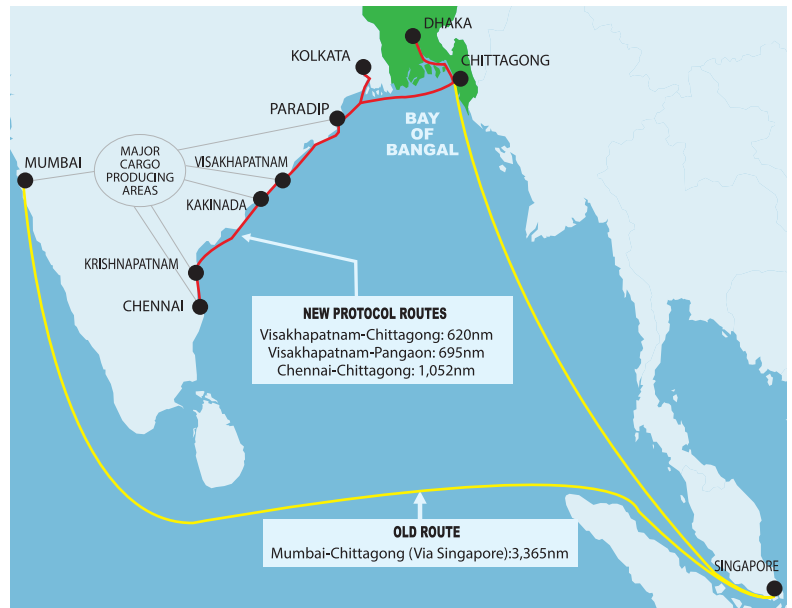 DHAKA
KOLKATA
CHITTAGONG
PARADIP
BAY
OF
BANGAL
MAJOR
CARGO
PRODUCING
AREAS
MUMBAI
VISAKHAPATNAM
KAKINADA
KRISHNAPATNAM
CHENNAI
NEW PROTOCOL ROUTES
Visakhapatnam-Chittagong: 620nm
Visakhapatnam-Pangaon: 695nm
Chennai-Chittagong: 1,052nm
OLD ROUTE
Mumbai-Chittagong (Via Singapore):3,365nm
SINGAPORE